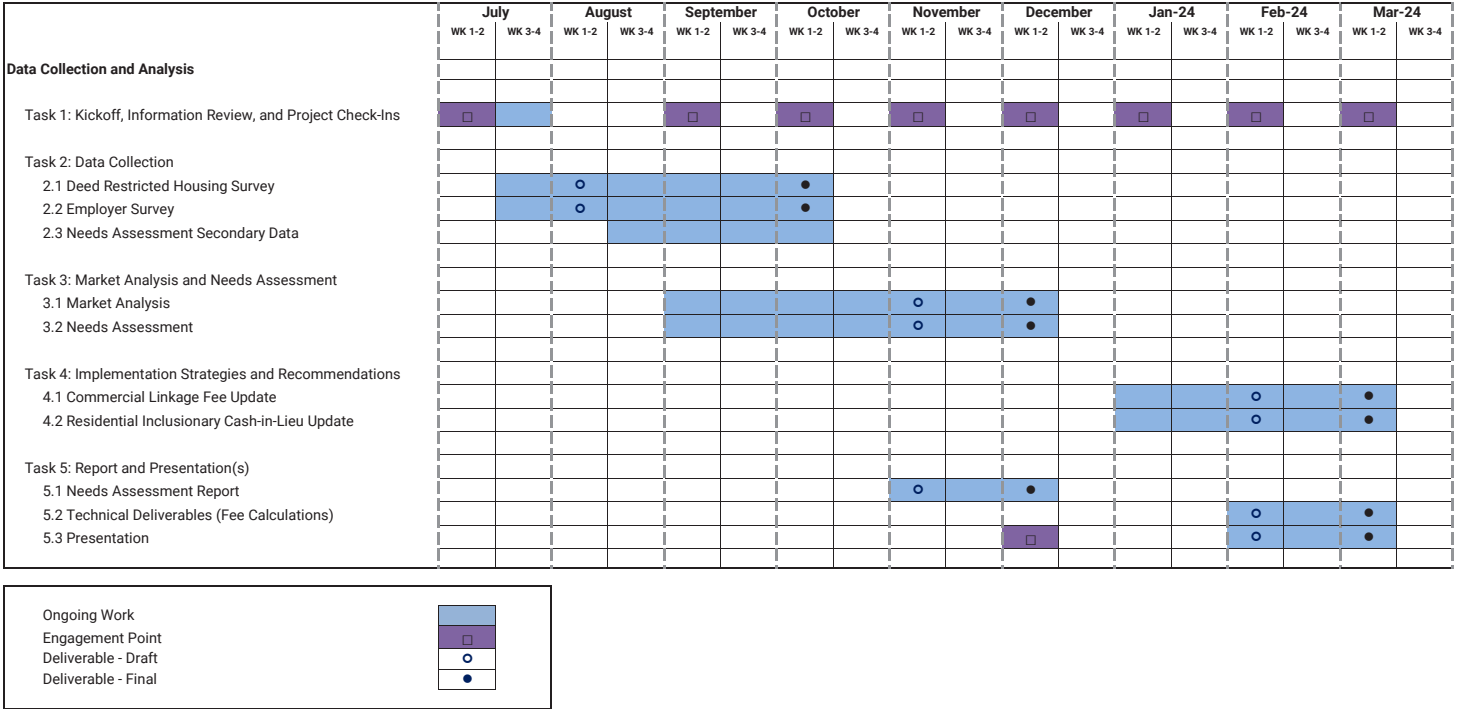 July August September October November December Jan-24 Feb-24 Mar-24
WK 1-2 WK 3-4 WK 1-2 WK 3-4 WK 1-2 WK 3-4 WK 1-2 WK 3-4 WK 1-2 WK 3-4 WK 1-2 WK 3-4 WK 1-2 WK 3-4 WK 1-2 WK 3-4 WK 1-2 WK 3-4
Data Collection and Analysis
Task 1: Kickoff, Information Review, and Project Check-Ins
Task 2: Data Collection
2.1 Deed Restricted Housing Survey
2.2 Employer Survey
2.3 Needs Assessment Secondary Data
Task 3: Market Analysis and Needs Assessment
3.1 Market Analysis
3.2 Needs Assessment
Task 4: Implementation Strategies and Recommendations
4.1 Commercial Linkage Fee Update
4.2 Residential Inclusionary Cash-in-Lieu Update
Task 5: Report and Presentation(s)
5.1 Needs Assessment Report
5.2 Technical Deliverables (Fee Calculations)
5.3 Presentation
Ongoing Work
Engagement Point
Deliverable - Draft
Deliverable - Final